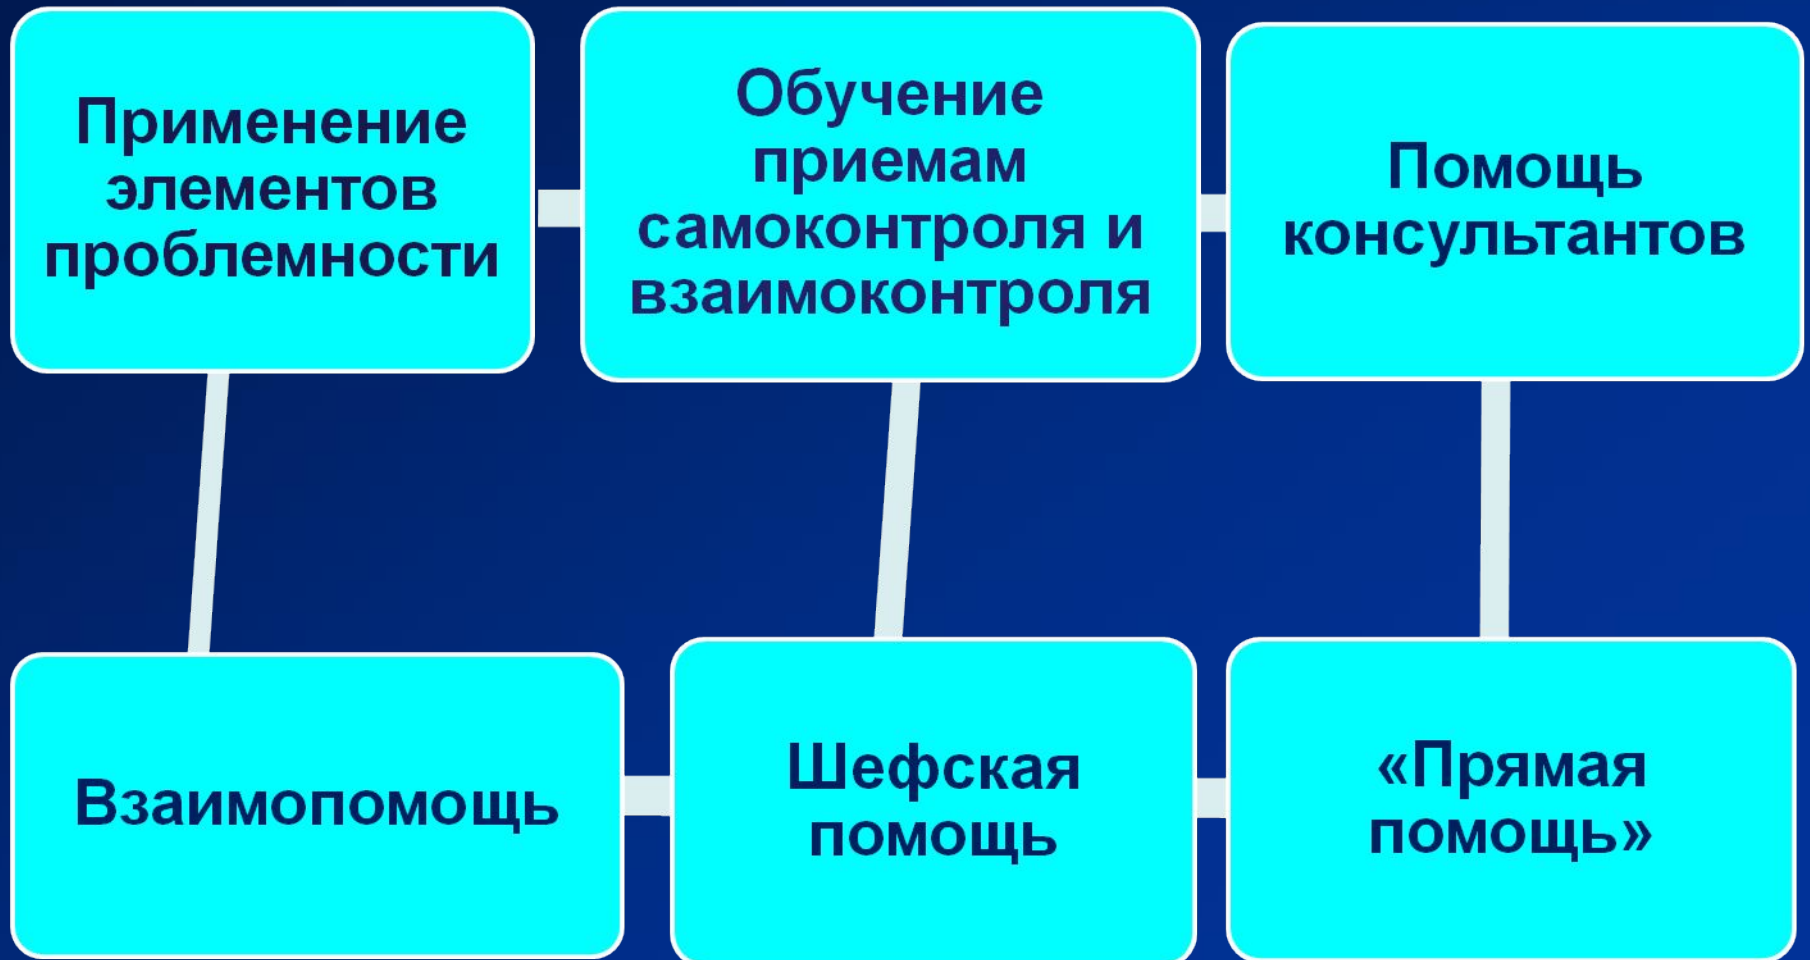 Применение
элементов
проблемности
Обучение
приемам
самоконтроля и
взаимоконтроля
Помощь
консультантов
Взаимопомощь
Шефская
помощь
«Прямая
помощь»